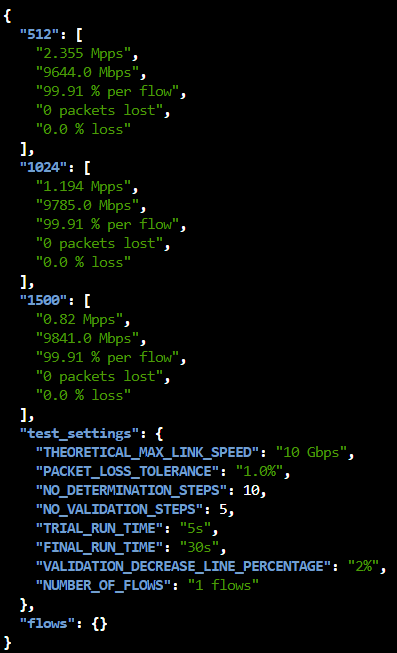 {
  "512": [
    "2.355 Mpps",
    "9644.0 Mbps",
    "99.91 % per flow",
    "0 packets lost",
    "0.0 % loss"
  ],
  "1024": [
    "1.194 Mpps",
    "9785.0 Mbps",
    "99.91 % per flow",
    "0 packets lost",
    "0.0 % loss"
  ],
  "1500": [
    "0.82 Mpps",
    "9841.0 Mbps",
    "99.91 % per flow",
    "0 packets lost",
    "0.0 % loss"
  ],
  "test_settings": {
    "THEORETICAL_MAX_LINK_SPEED": "10 Gbps",
    "PACKET_LOSS_TOLERANCE": "1.0%",
    "NO_DETERMINATION_STEPS": 10,
    "NO_VALIDATION_STEPS": 5,
    "TRIAL_RUN_TIME": "5s",
    "FINAL_RUN_TIME": "30s",
    "VALIDATION_DECREASE_LINE_PERCENTAGE": "2%",
    "NUMBER_OF_FLOWS": "1 flows"
  },
  "flows": {}
}